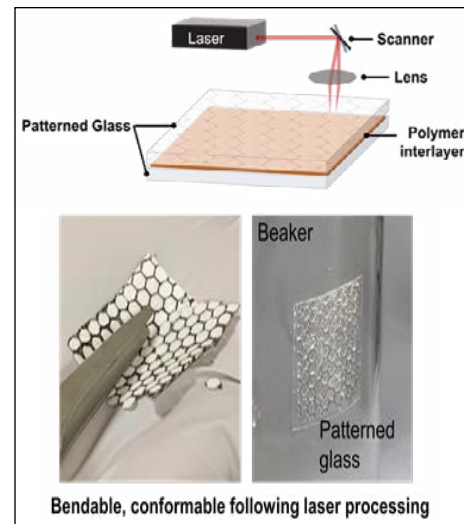 Laser
Scanner
Lens
Patterned Glass
Polymer
interlayer
Beaker
Patterned
glass
Bendable, conformable following laser processing